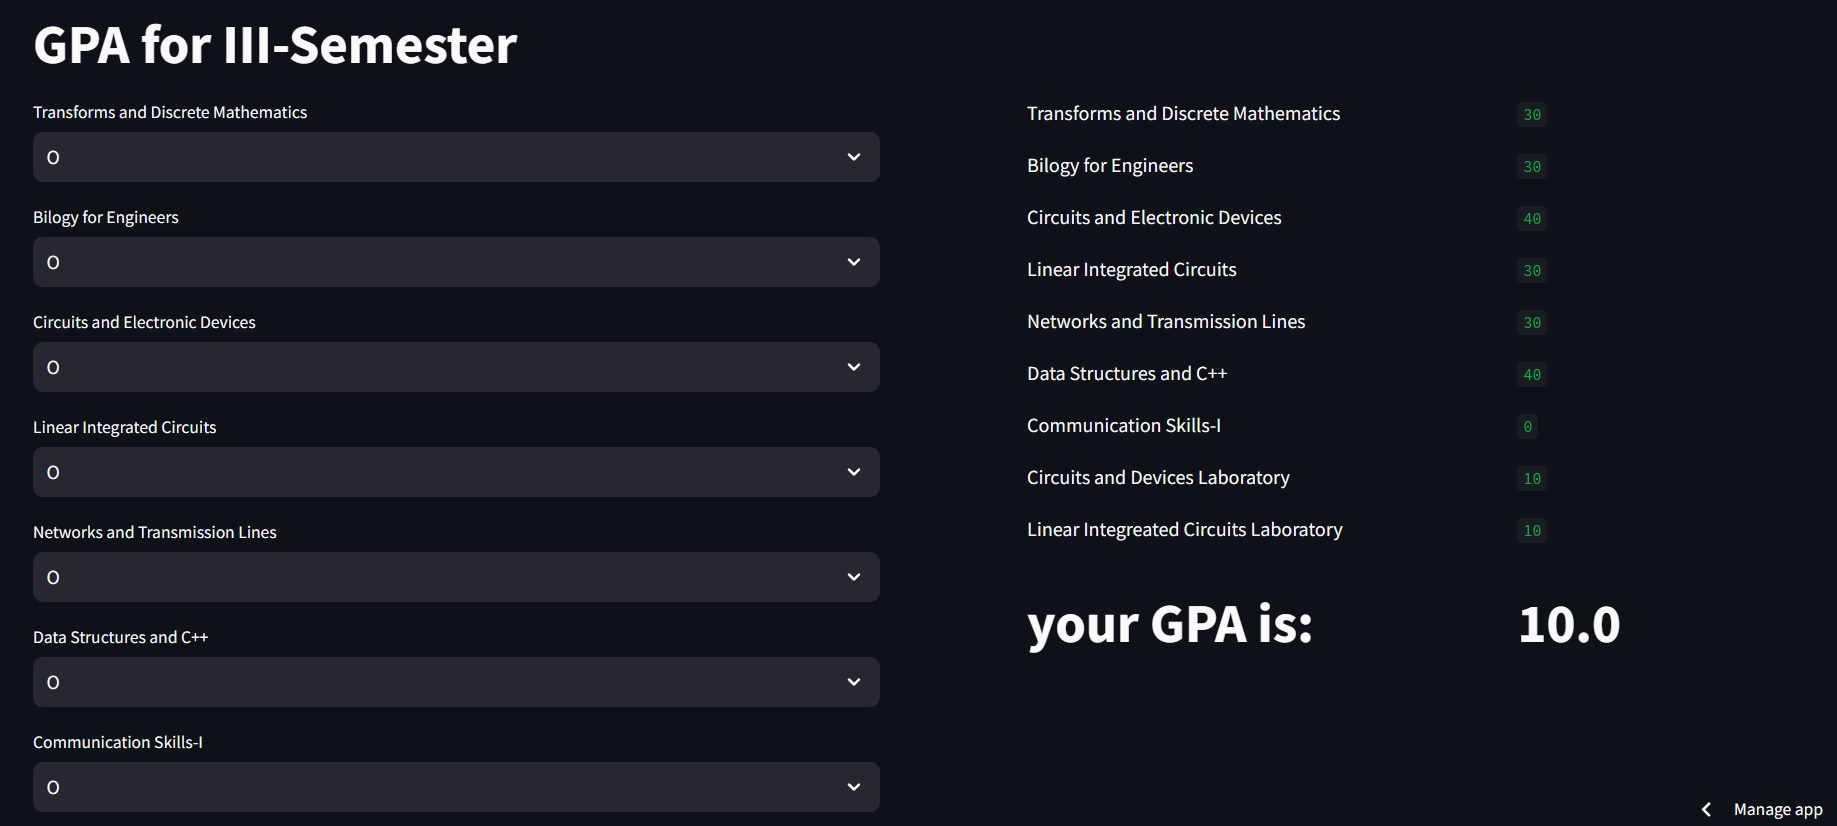 GPA for III-Semester
Transforms and Discrete Mathematics
O
Bilogy for Engineers
O
Circuits and Electronic Devices
O
Linear Integrated Circuits
O
Networks and Transmission Lines
O
Data Structures and C++
O
Communication Skills-I
O
Transforms and Discrete Mathematics 30
Bilogy for Engineers 30
Circuits and Electronic Devices 40
Linear Integrated Circuits 30
Networks and Transmission Lines 30
Data Structures and C++ 40
Communication Skills-I 0
Circuits and Devices Laboratory 10
Linear Integreated Circuits Laboratory 10
your GPA is: 10.0
Manage app